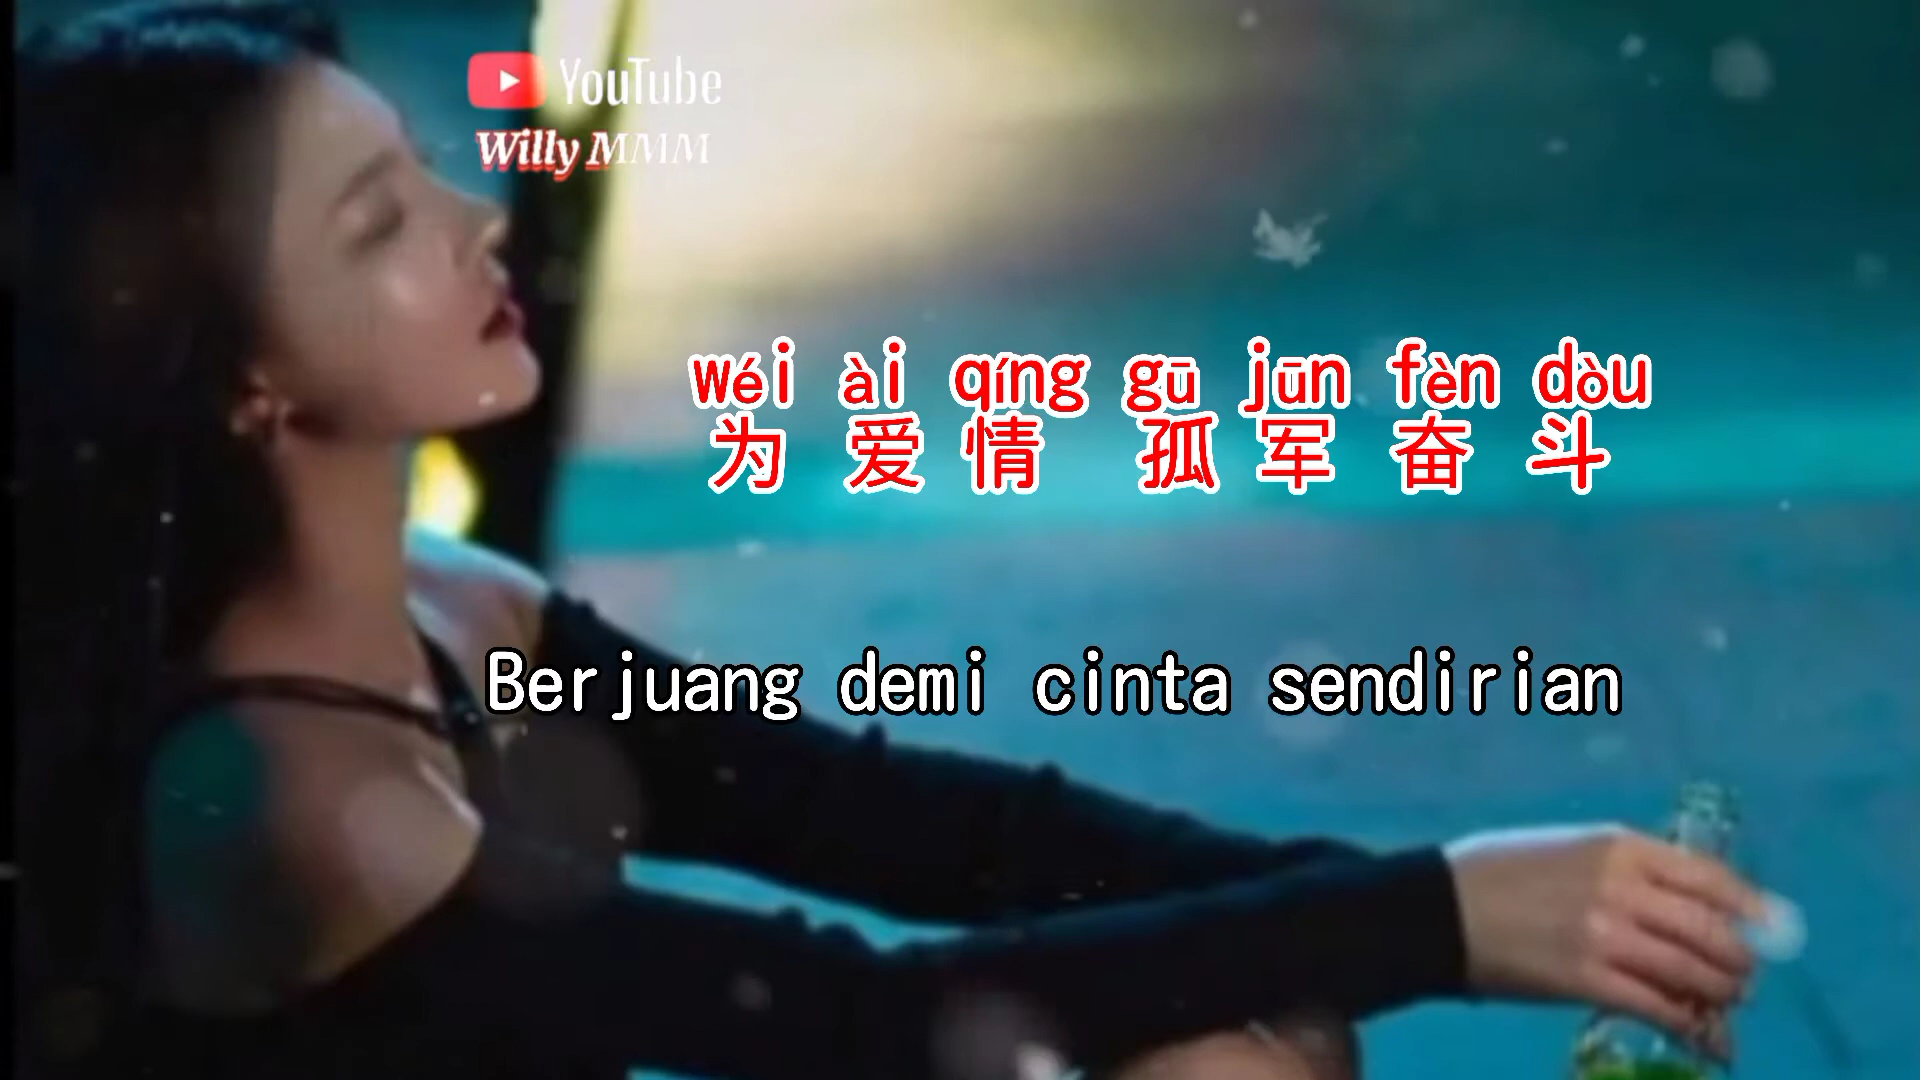 YouTube
Willy MMM
wéi ài qíng gū jūn fèn dòu
为 爱 情 孤 军 奋 斗
Berjuang demi cinta sendirian